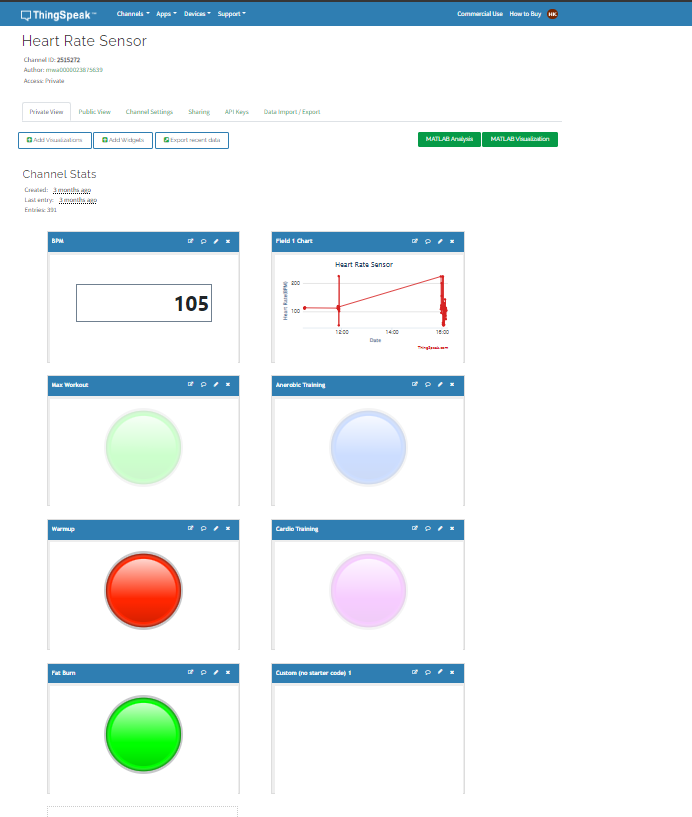 ThingSpeak™ Channels Apps Devices Support Commercial Use How to Buy HK
Heart Rate Sensor
Channel ID: 2515272
Author: mwa0000023875639
Access: Private
Private View Public View Channel Settings Sharing API Keys Data Import / Export
Add Visualizations Add Widgets Export recent data MATLAB Analysis MATLAB Visualization
Channel Stats
Created: 3 months ago
Last entry: 3 months ago
Entries: 391
BPM
105
Field 1 Chart
Heart Rate Sensor
Heart Rate(BPM)
200
100
12:00 14:00 16:00
Date
ThingSpeak.com
Max Workout
Anerobic Training
Warmup
Cardio Training
Fat Burn
Custom (no starter code) 1